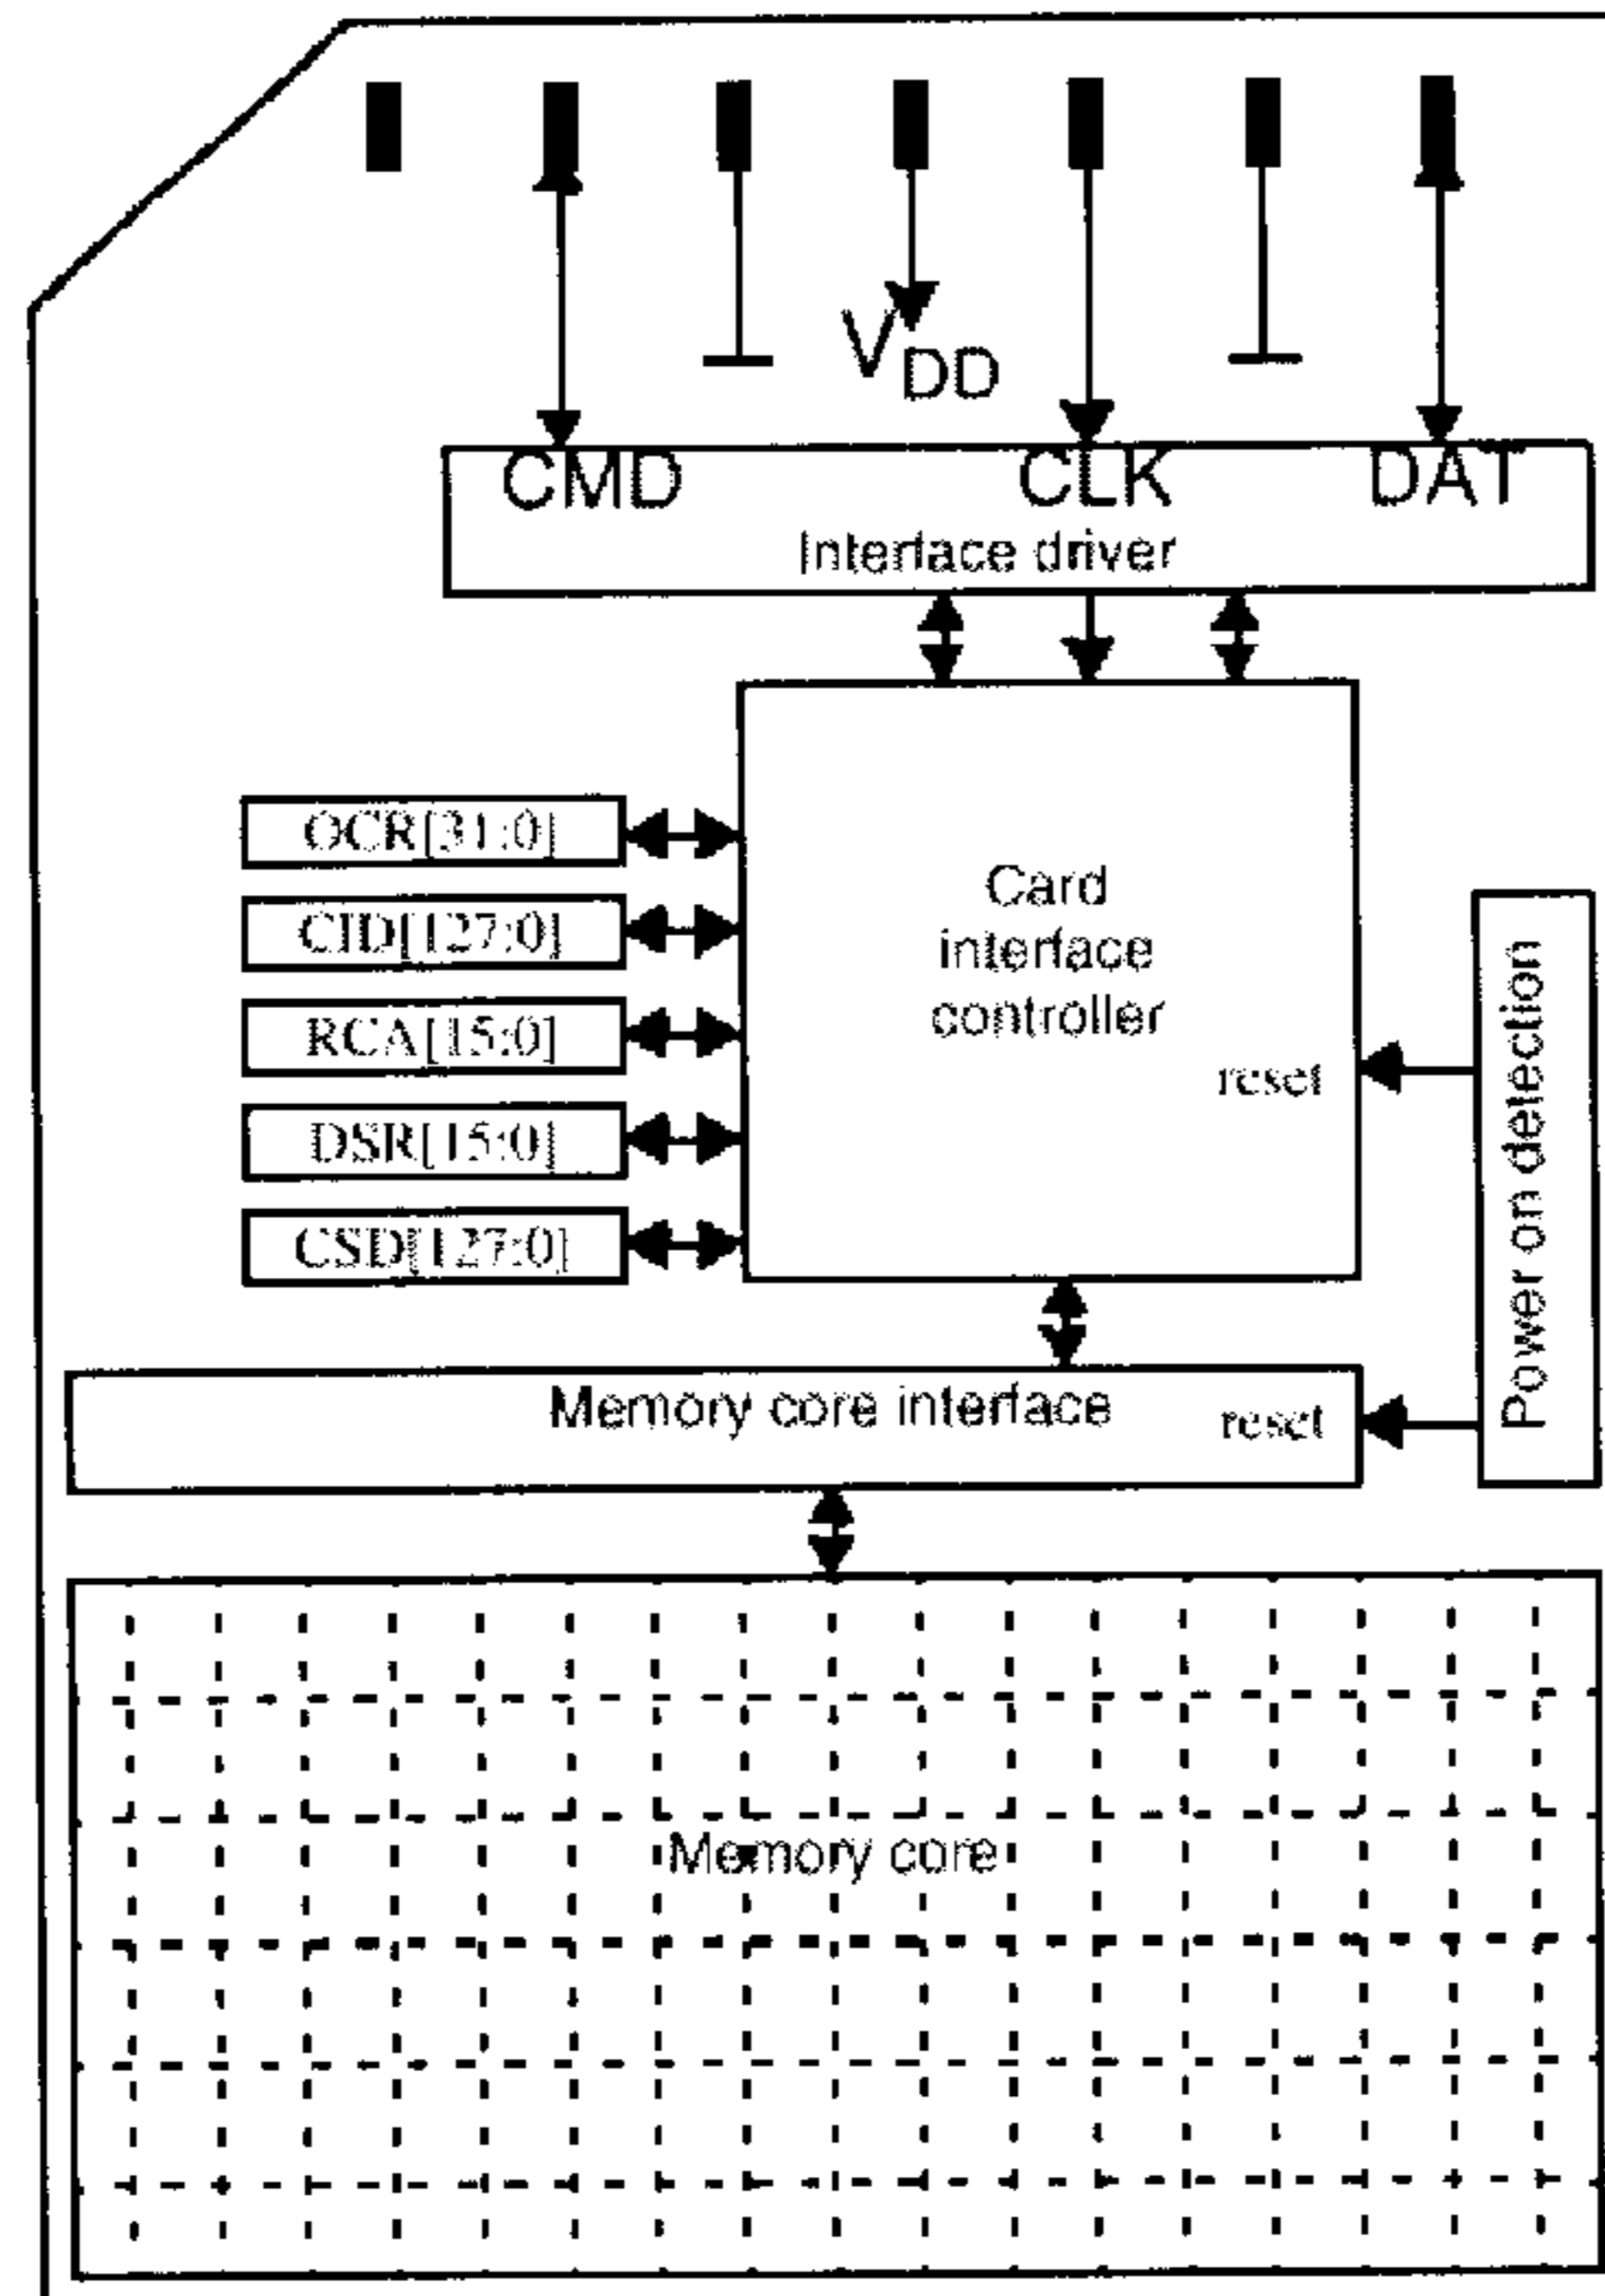 V_DD
CMD CLK DAT
Interface driver
OCR[31:0]
CID[127:0]
RCA[15:0]
DSR[15:0]
CSD[127:0]
Card
interface
controller
reset
Power on detection
Memory core interface
reset
Memory core